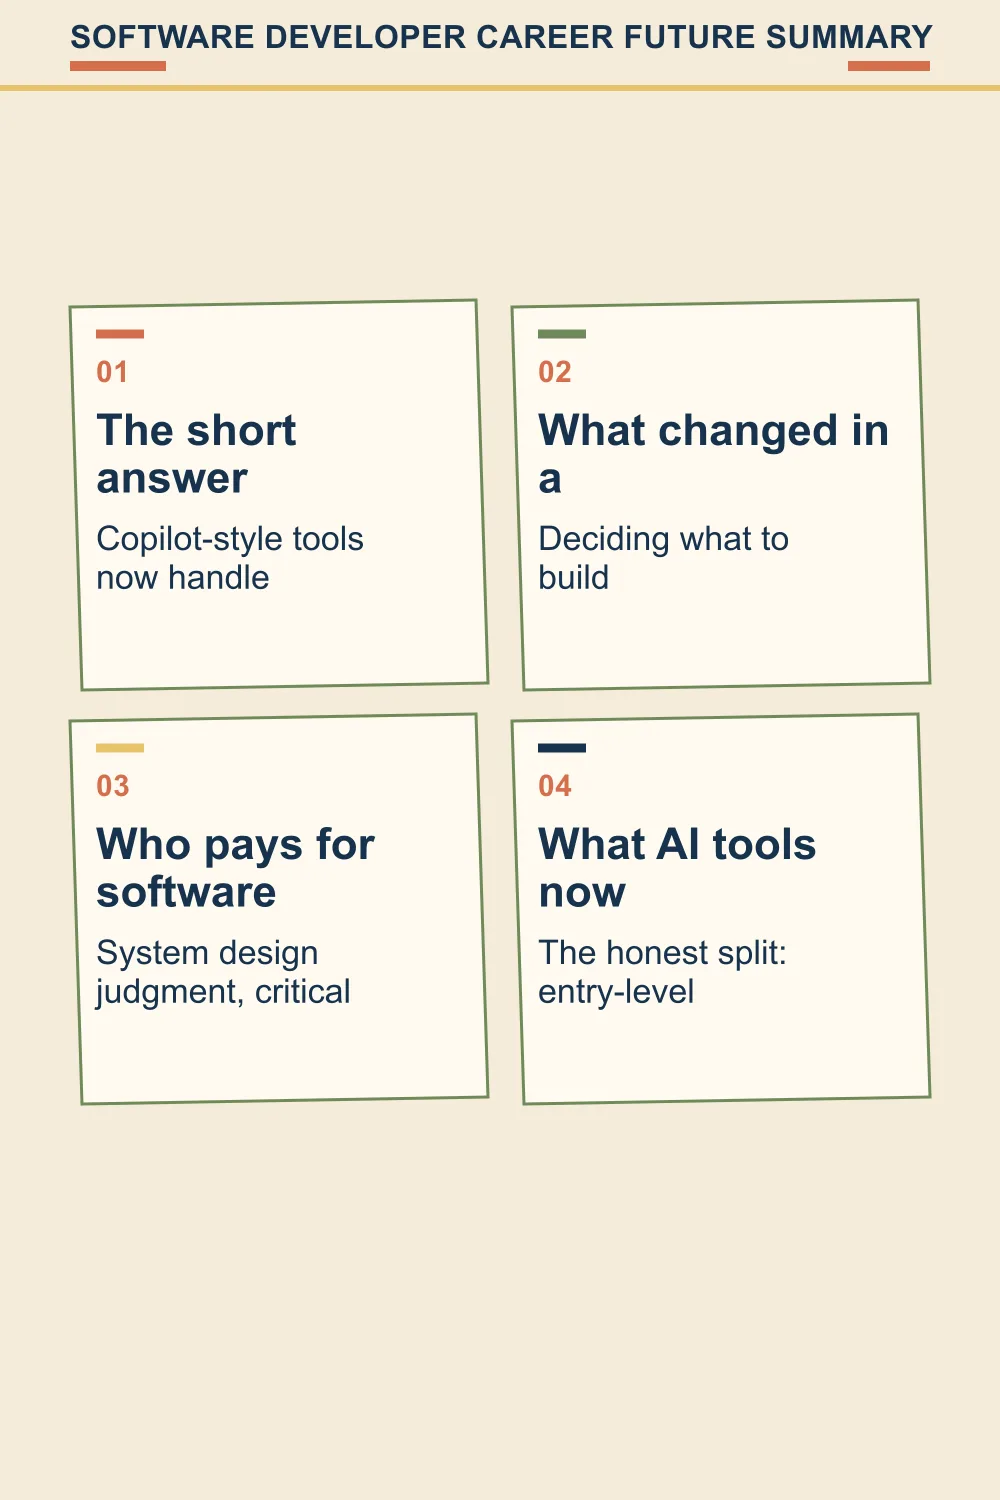 SOFTWARE DEVELOPER CAREER FUTURE SUMMARY
01
The short
answer
Copilot-style tools
now handle
02
What changed in
a
Deciding what to
build
03
Who pays for
software
System design
judgment, critical
04
What AI tools
now
The honest split:
entry-level